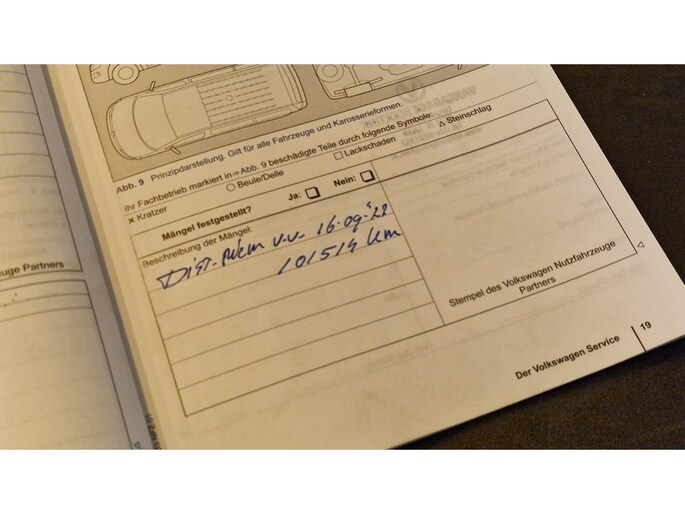 Abb. 9 Prinzipdarstellung. Gilt für alle Fahrzeuge und Karosserieformen.
Ihr Fachbetrieb markiert in ⇒ Abb. 9 beschädigte Teile durch folgende Symbole:
× Kratzer ○ Beule/Delle □ Lackschaden △ Steinschlag
Mängel festgestellt? Ja: □ Nein: □
Beschreibung der Mängel:
v.v. 16-09-'22
101514 km
Stempel des Volkswagen Nutzfahrzeuge
Partners
Der Volkswagen Service | 19
uge Partners